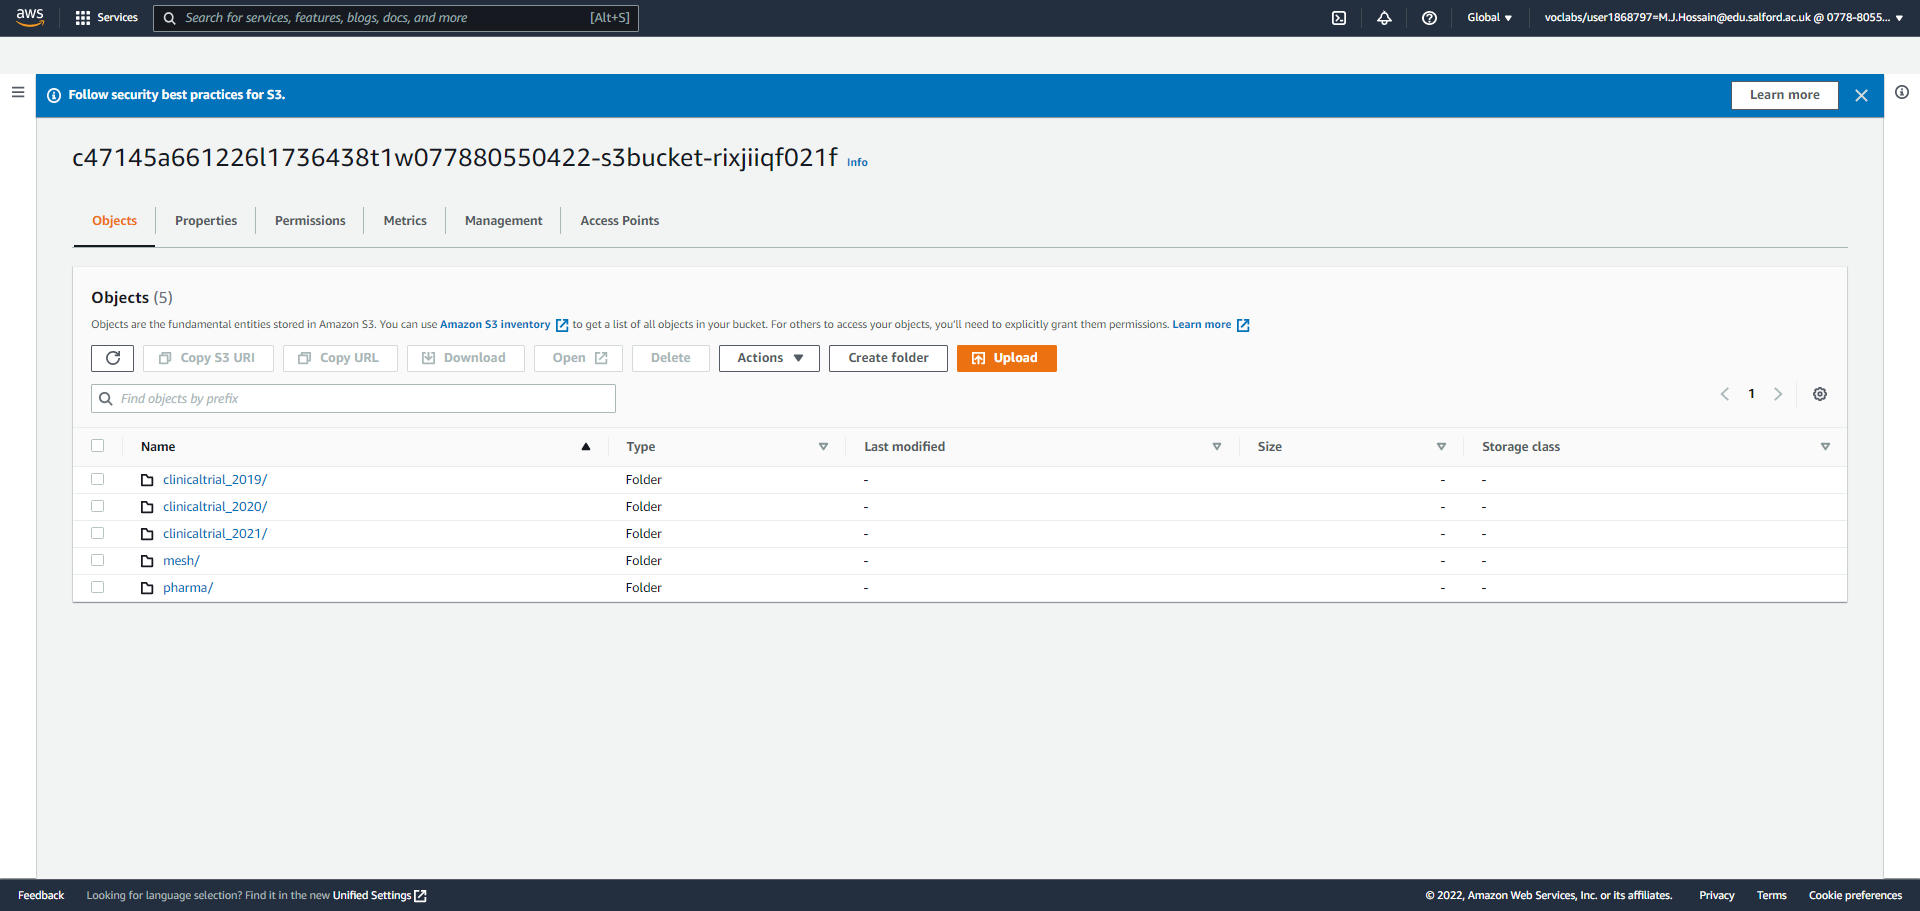 aws Services Search for services, features, blogs, docs, and more [Alt+S] Global voclabs/user1868797=M.J.Hossain@edu.salford.ac.uk @ 0778-8055...
Follow security best practices for S3. Learn more
c47145a661226l1736438t1w077880550422-s3bucket-rixjiiqf021f Info
Objects Properties Permissions Metrics Management Access Points
Objects (5)
Objects are the fundamental entities stored in Amazon S3. You can use Amazon S3 inventory to get a list of all objects in your bucket. For others to access your objects, you'll need to explicitly grant them permissions. Learn more
Copy S3 URI Copy URL Download Open Delete Actions Create folder Upload
Find objects by prefix 1
Name Type Last modified Size Storage class
clinicaltrial_2019/ Folder - - -
clinicaltrial_2020/ Folder - - -
clinicaltrial_2021/ Folder - - -
mesh/ Folder - - -
pharma/ Folder - - -
Feedback Looking for language selection? Find it in the new Unified Settings © 2022, Amazon Web Services, Inc. or its affiliates. Privacy Terms Cookie preferences